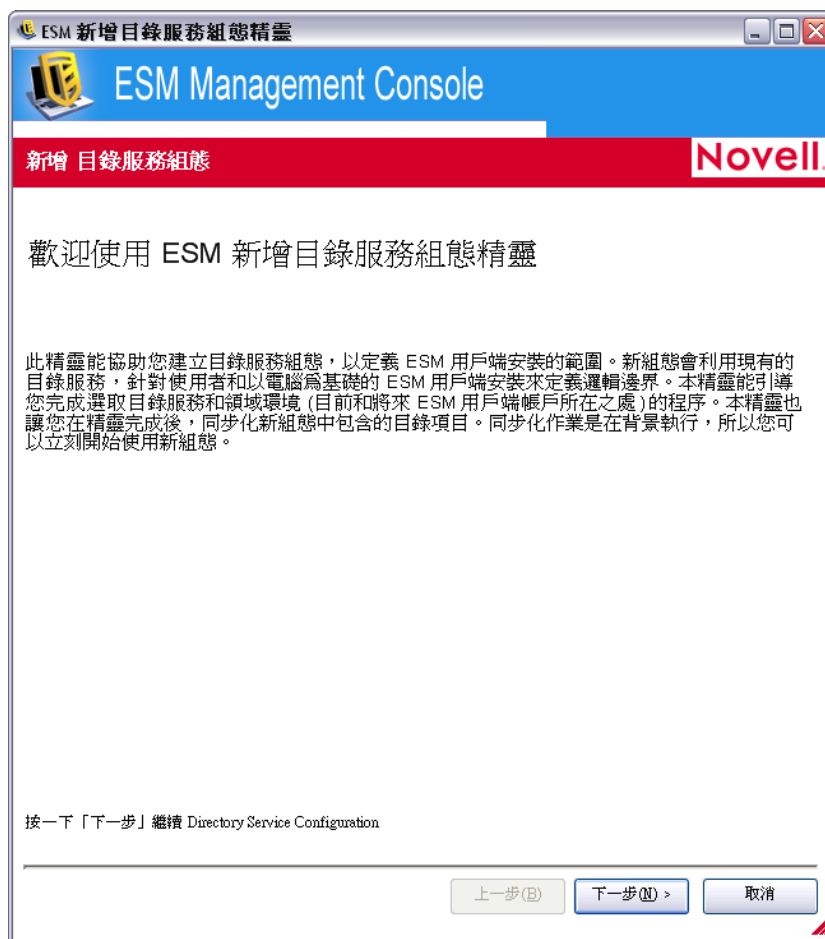 ESM 新增目錄服務組態精靈
ESM Management Console
新增 目錄服務組態
Novell.
歡迎使用 ESM 新增目錄服務組態精靈
此精靈能協助您建立目錄服務組態，以定義 ESM 用戶端安裝的範圍。新組態會利用現有的
目錄服務，針對使用者和以電腦為基礎的 ESM 用戶端安裝來定義邏輯邊界。本精靈能引導
您完成選取目錄服務和領域環境 (目前和將來 ESM 用戶端帳戶所在之處 )的程序。本精靈也
讓您在精靈完成後，同步化新組態中包含的目錄項目。同步化作業是在背景執行，所以您可
以立刻開始使用新組態。
按一下「下一步」繼續 Directory Service Configuration
上一步(B)
下一步(N) >
取消